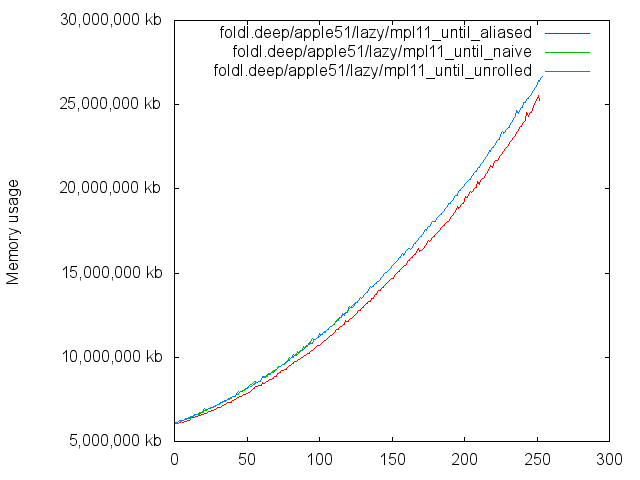 30,000,000 kb
foldl.deep/apple51/lazy/mpl11_until_aliased
foldl.deep/apple51/lazy/mpl11_until_naive
foldl.deep/apple51/lazy/mpl11_until_unrolled
25,000,000 kb
20,000,000 kb
Memory usage
15,000,000 kb
10,000,000 kb
5,000,000 kb
0 50 100 150 200 250 300